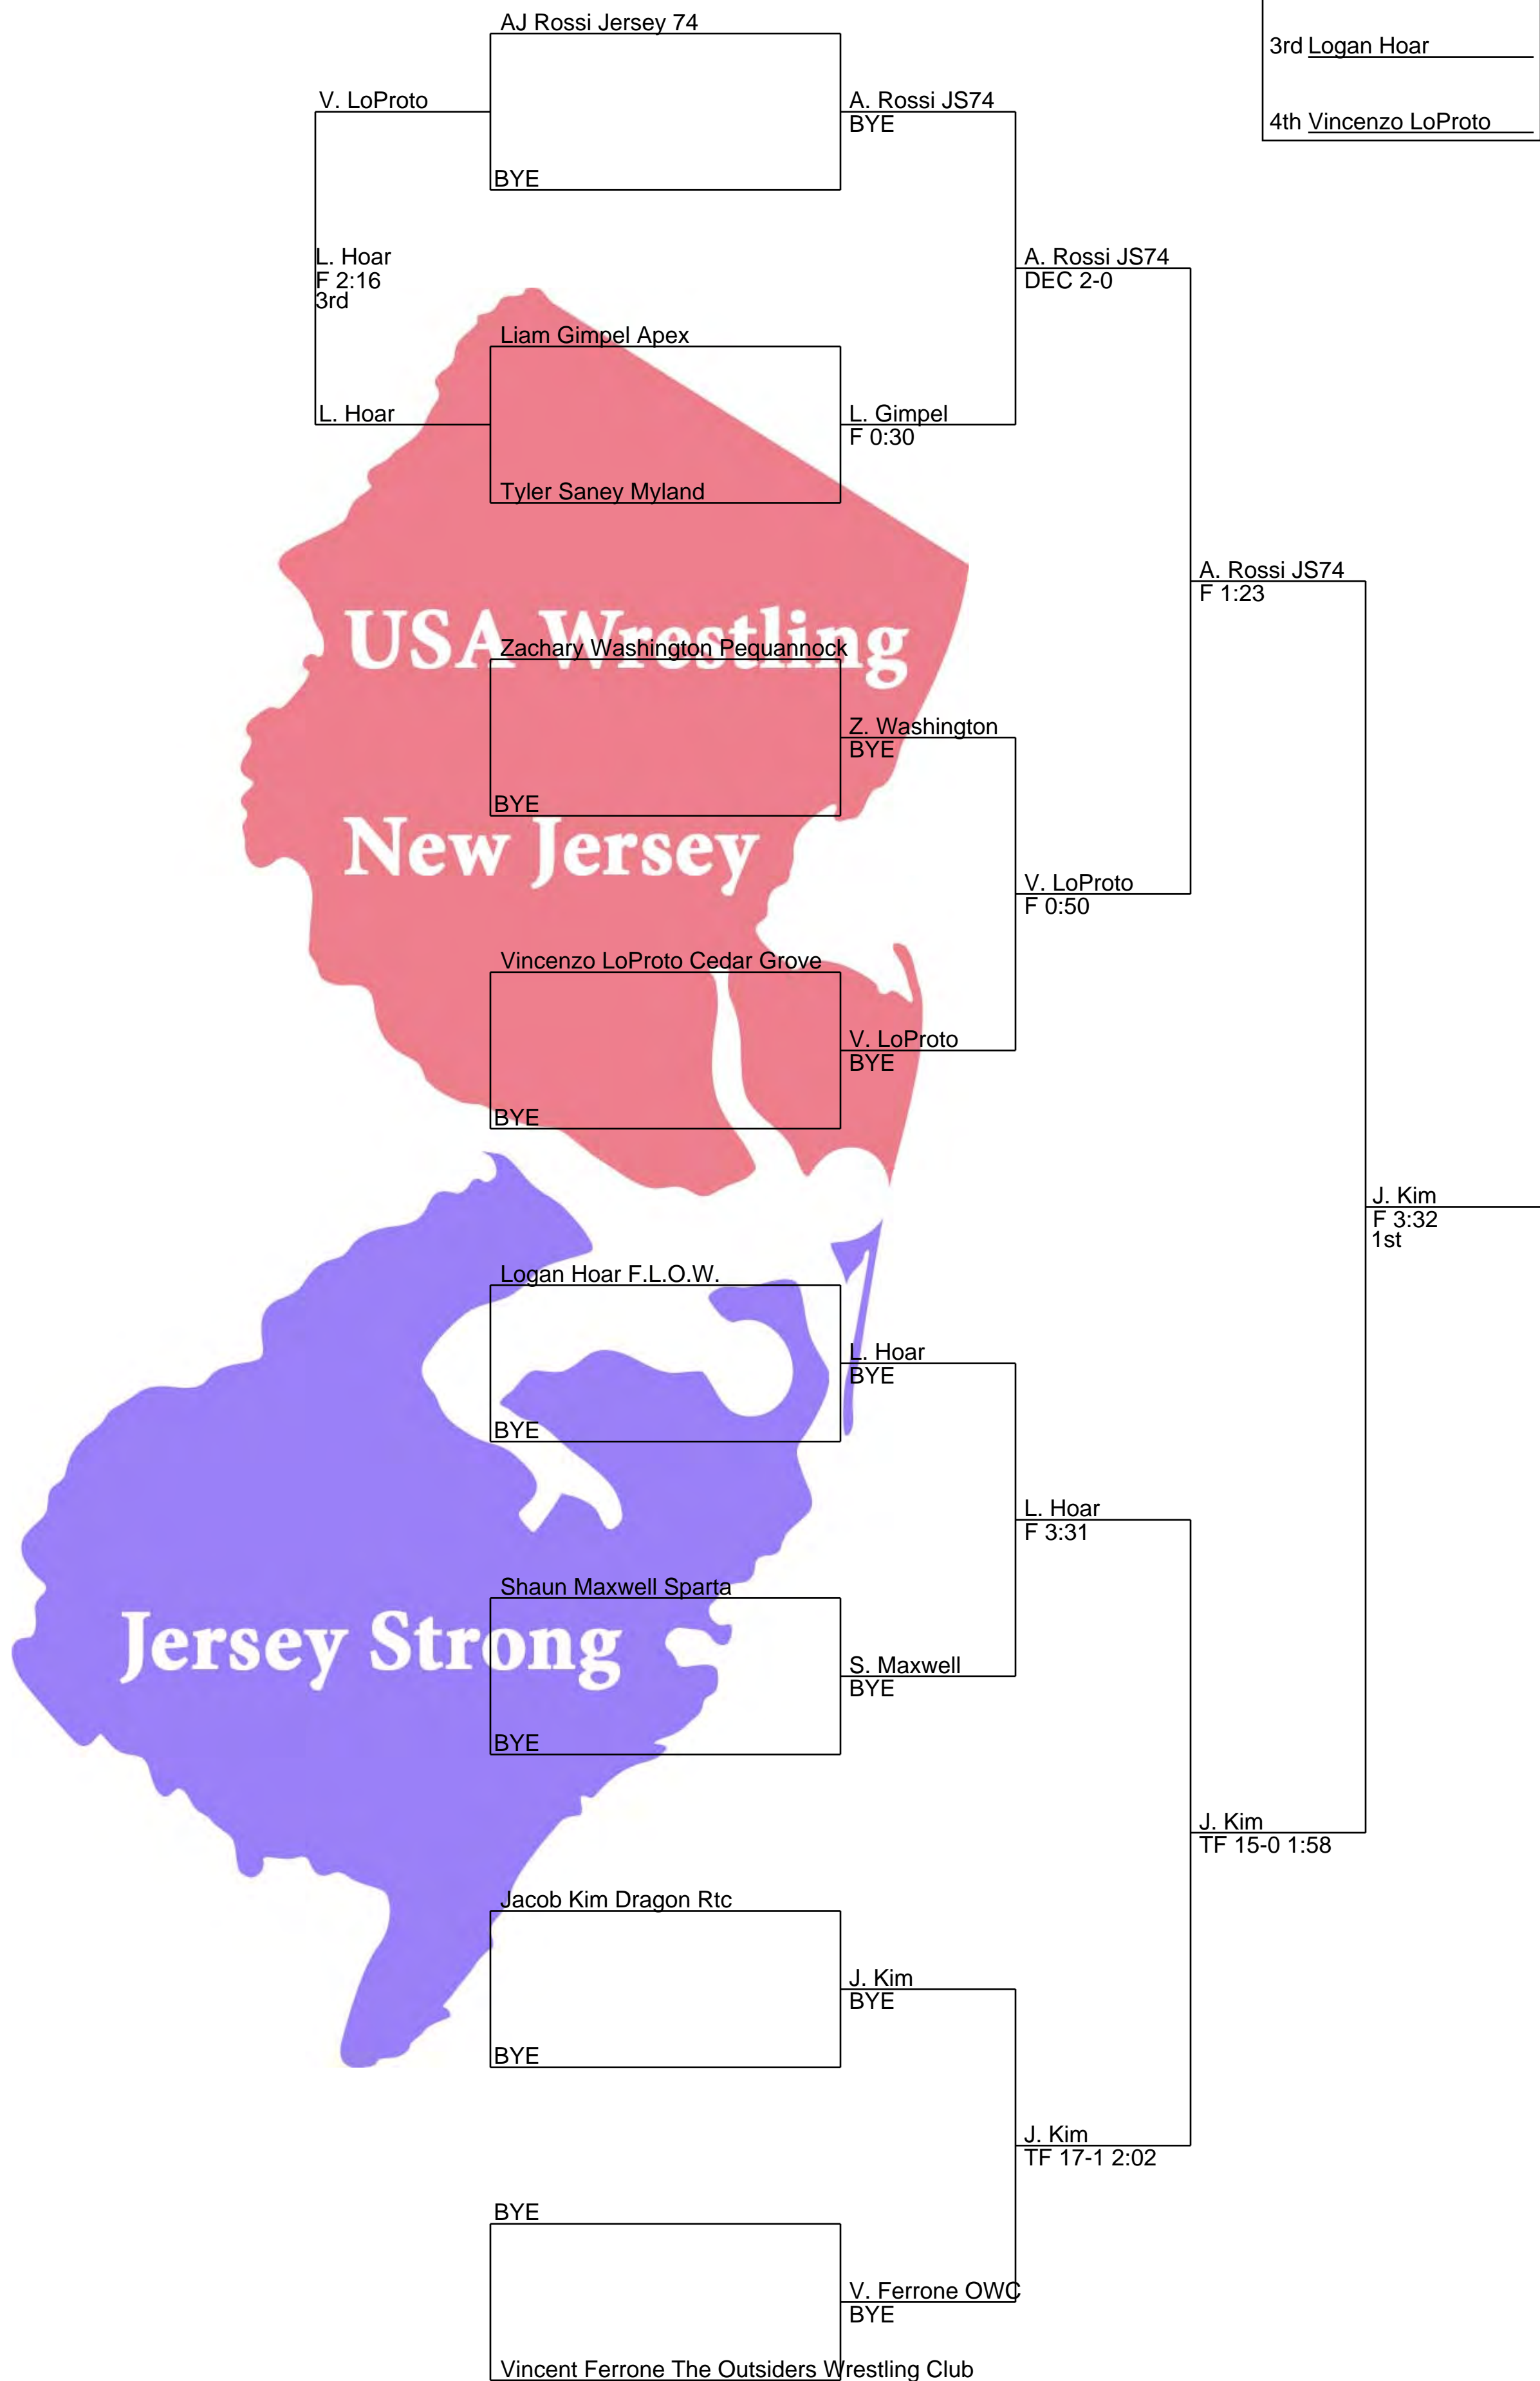 AJ Rossi Jersey 74
3rd Logan Hoar
V. LoProto
A. Rossi JS74
BYE
4th Vincenzo LoProto
BYE
L. Hoar
F 2:16
3rd
A. Rossi JS74
DEC 2-0
Liam Gimpel Apex
L. Hoar
L. Gimpel
F 0:30
Tyler Saney Myland
A. Rossi JS74
F 1:23
USA Wrestling
Zachary Washington Pequannock
Z. Washington
BYE
BYE
New Jersey
V. LoProto
F 0:50
Vincenzo LoProto Cedar Grove
V. LoProto
BYE
BYE
J. Kim
F 3:32
1st
Logan Hoar F.L.O.W.
L. Hoar
BYE
BYE
L. Hoar
F 3:31
Shaun Maxwell Sparta
Jersey Strong
S. Maxwell
BYE
BYE
J. Kim
TF 15-0 1:58
Jacob Kim Dragon Rtc
J. Kim
BYE
BYE
J. Kim
TF 17-1 2:02
BYE
V. Ferrone OWC
BYE
Vincent Ferrone The Outsiders Wrestling Club